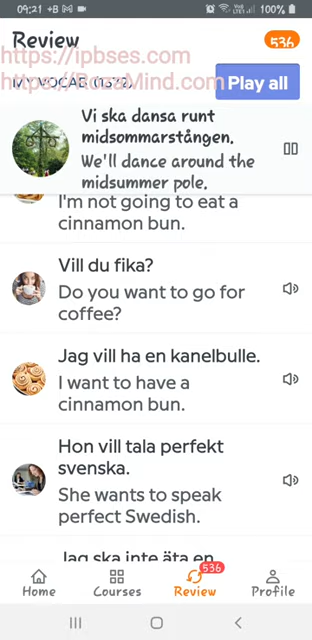 09:21 +B M
100%
Review
536
https://ipbses.com
https://RozaMind.com
Play all
Vi ska dansa runt
midsommarstången.
We'll dance around the
midsummer pole.
I'm not going to eat a
cinnamon bun.
Vill du fika?
Do you want to go for
coffee?
Jag vill ha en kanelbulle.
I want to have a
cinnamon bun.
Hon vill tala perfekt
svenska.
She wants to speak
perfect Swedish.
Jag ska inte äta en
536
Home
Courses
Review
Profile